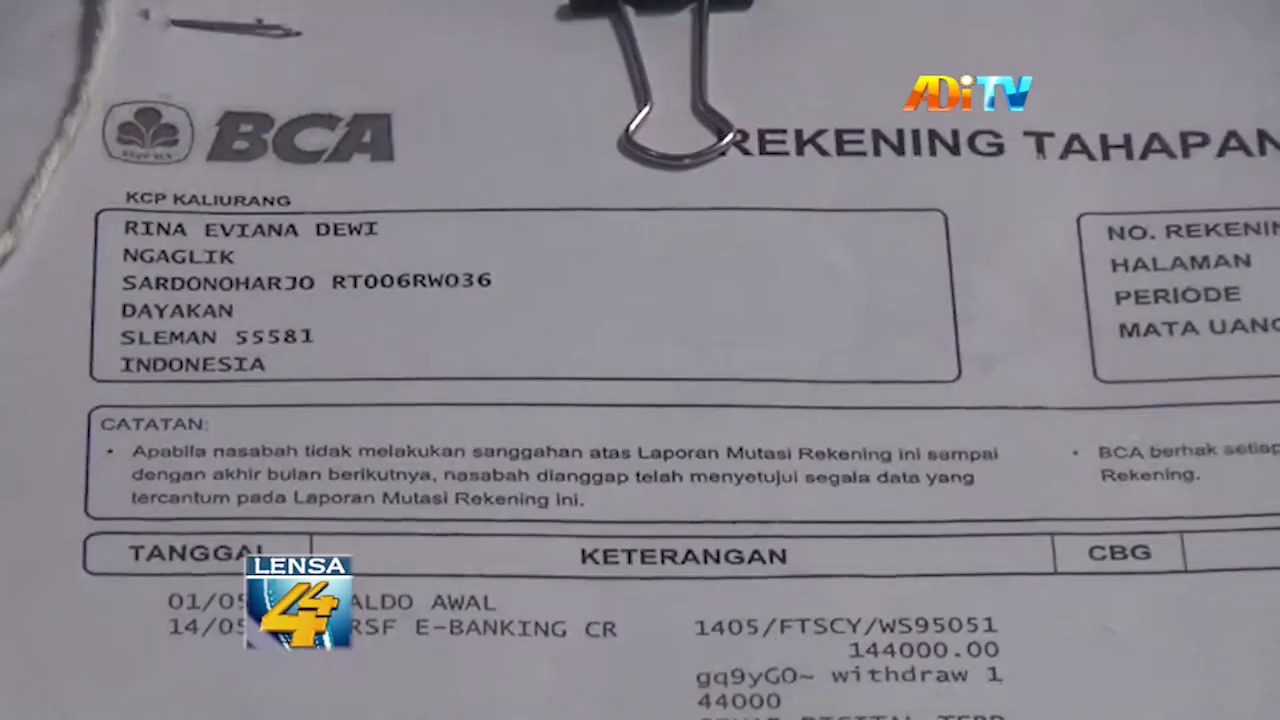 ADiTV
BCA
REKENING TAHAPAN
KCP KALIURANG
RINA EVIANA DEWI
NGAGLIK
SARDONOHARJO RT006RW036
DAYAKAN
SLEMAN 55581
INDONESIA
NO. REKENIN
HALAMAN
PERIODE
MATA UANG
CATATAN:
• Apabila nasabah tidak melakukan sanggahan atas Laporan Mutasi Rekening ini sampai
dengan akhir bulan berikutnya, nasabah dianggap telah menyetujui segala data yang
tercantum pada Laporan Mutasi Rekening ini.
• BCA berhak setiap
Rekening.
TANGGAL KETERANGAN CBG
LENSA
44
01/05 ALDO AWAL
14/05 RSF E-BANKING CR 1405/FTSCY/WS95051
144000.00
gq9yGO~ withdraw 1
44000